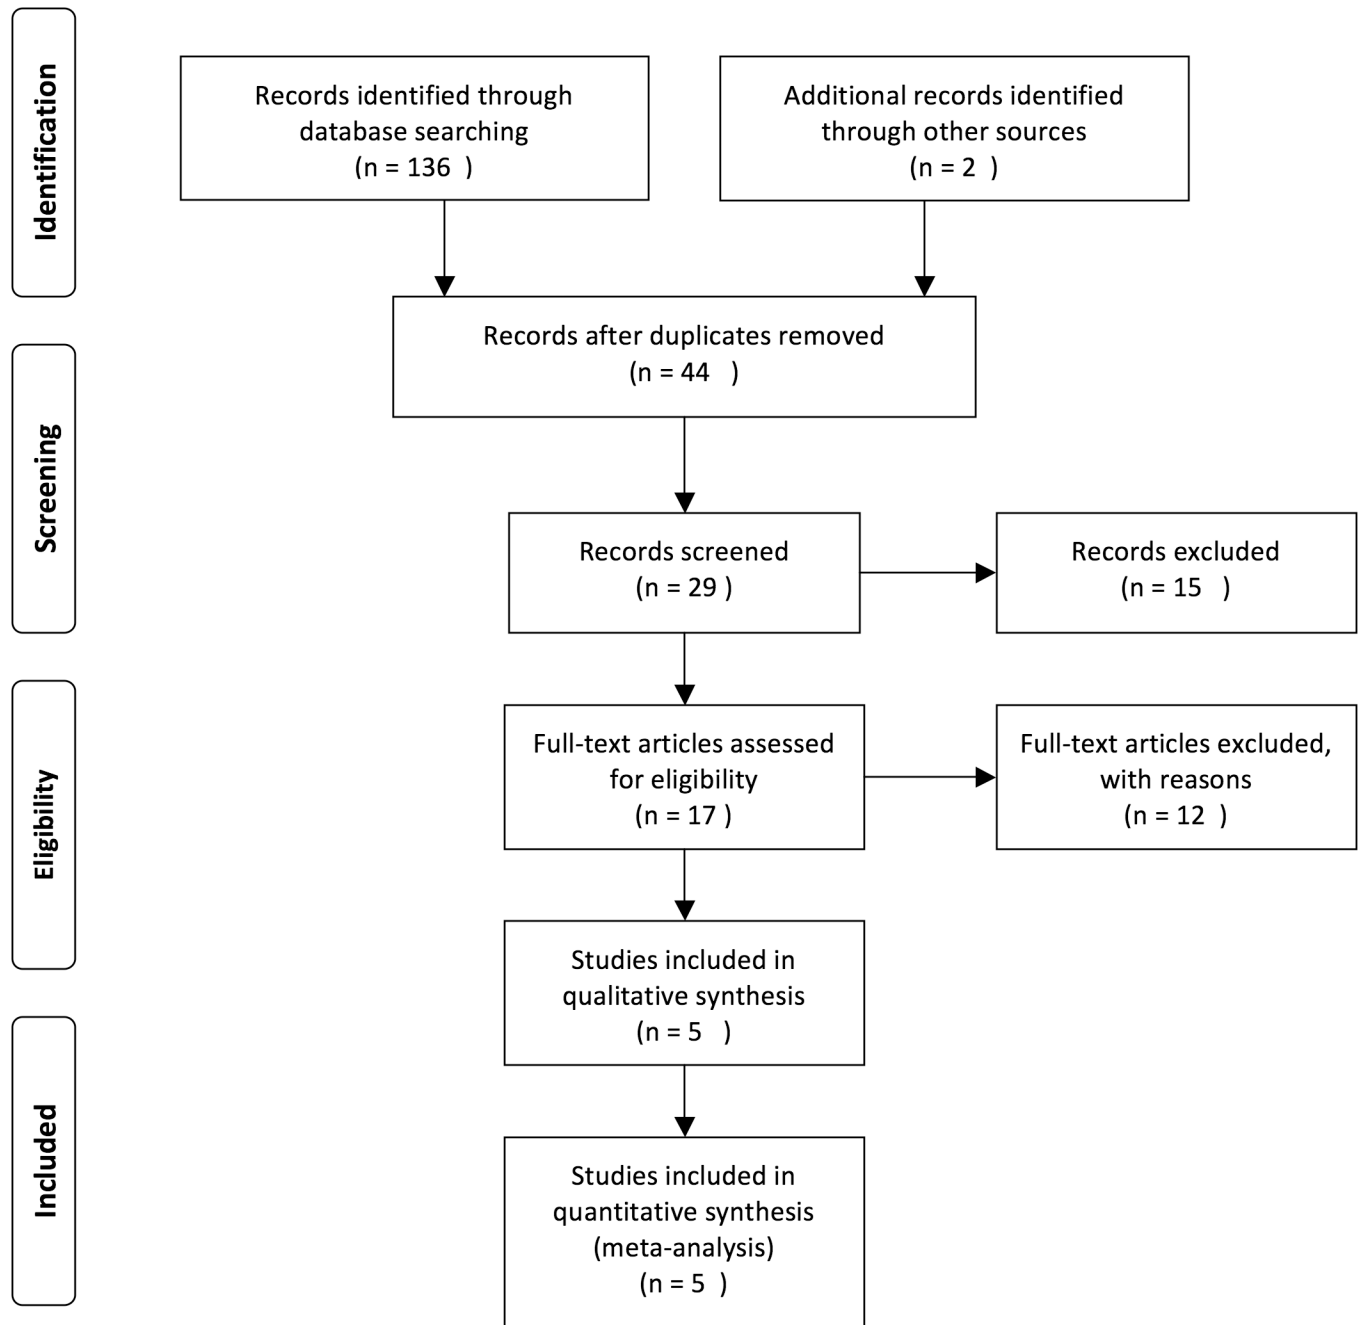 Identification
Records identified through
database searching
(n = 136  )
Additional records identified
through other sources
(n = 2  )
Records after duplicates removed
(n = 44   )
Screening
Records screened
(n = 29 )
Records excluded
(n = 15   )
Eligibility
Full-text articles assessed
for eligibility
(n = 17 )
Full-text articles excluded,
with reasons
(n = 12  )
Studies included in
qualitative synthesis
(n = 5   )
Included
Studies included in
quantitative synthesis
(meta-analysis)
(n = 5  )